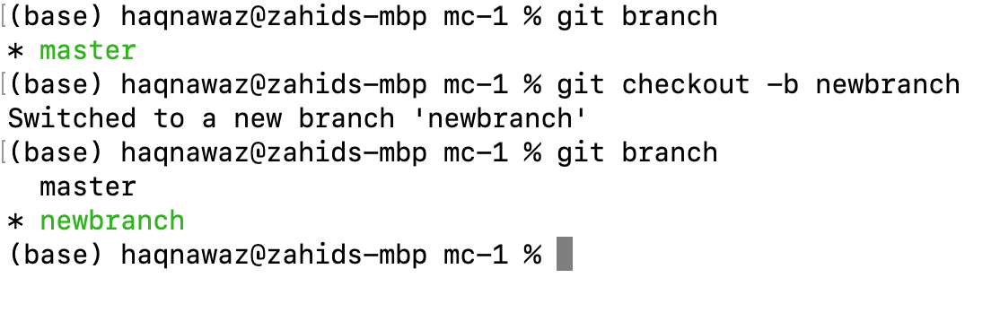 [(base) haqnawaz@zahids-mbp mc-1 % git branch
* master
[(base) haqnawaz@zahids-mbp mc-1 % git checkout -b newbranch
Switched to a new branch 'newbranch'
[(base) haqnawaz@zahids-mbp mc-1 % git branch
  master
* newbranch
(base) haqnawaz@zahids-mbp mc-1 %